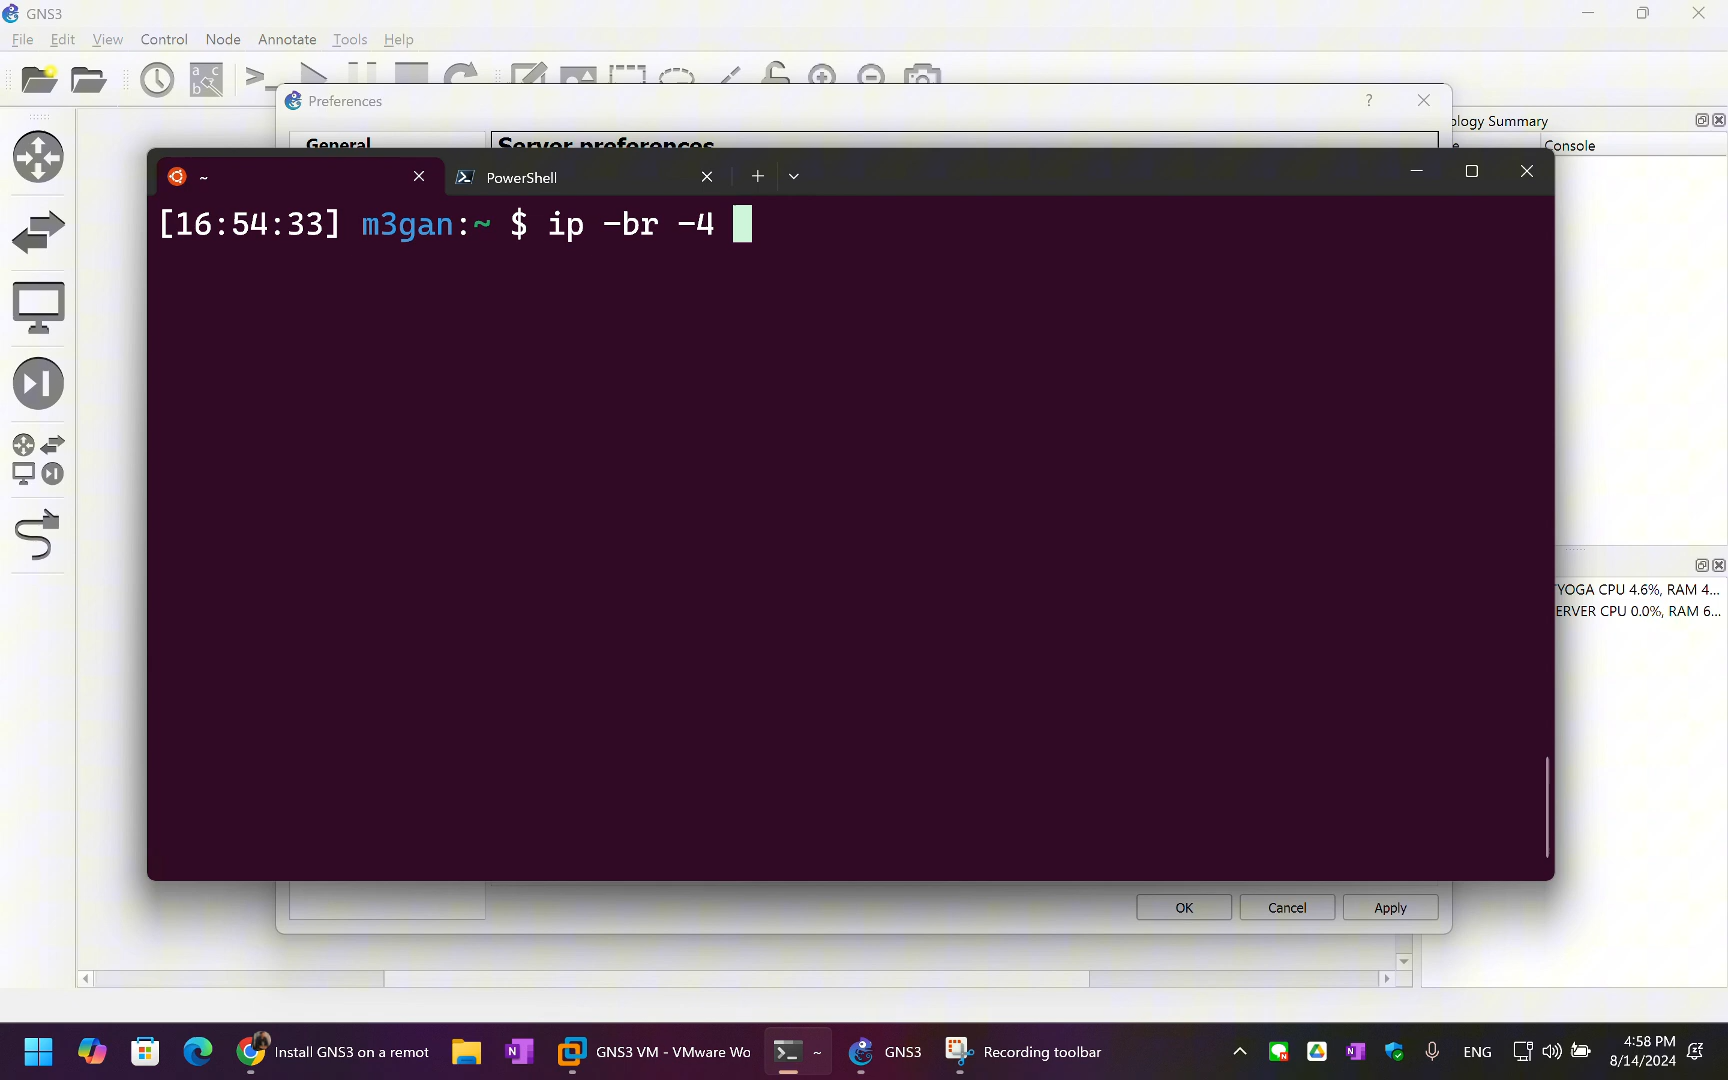 GNS3
File Edit View Control Node Annotate Tools Help
Preferences
General
Server preferences
ology Summary
Console
~
PowerShell
[16:54:33] m3gan:~ $ ip -br -4
YOGA CPU 4.6%, RAM 4...
ERVER CPU 0.0%, RAM 6...
OK Cancel Apply
Install GNS3 on a remot
GNS3 VM - VMware Wo
~
GNS3
Recording toolbar
ENG
4:58 PM
8/14/2024